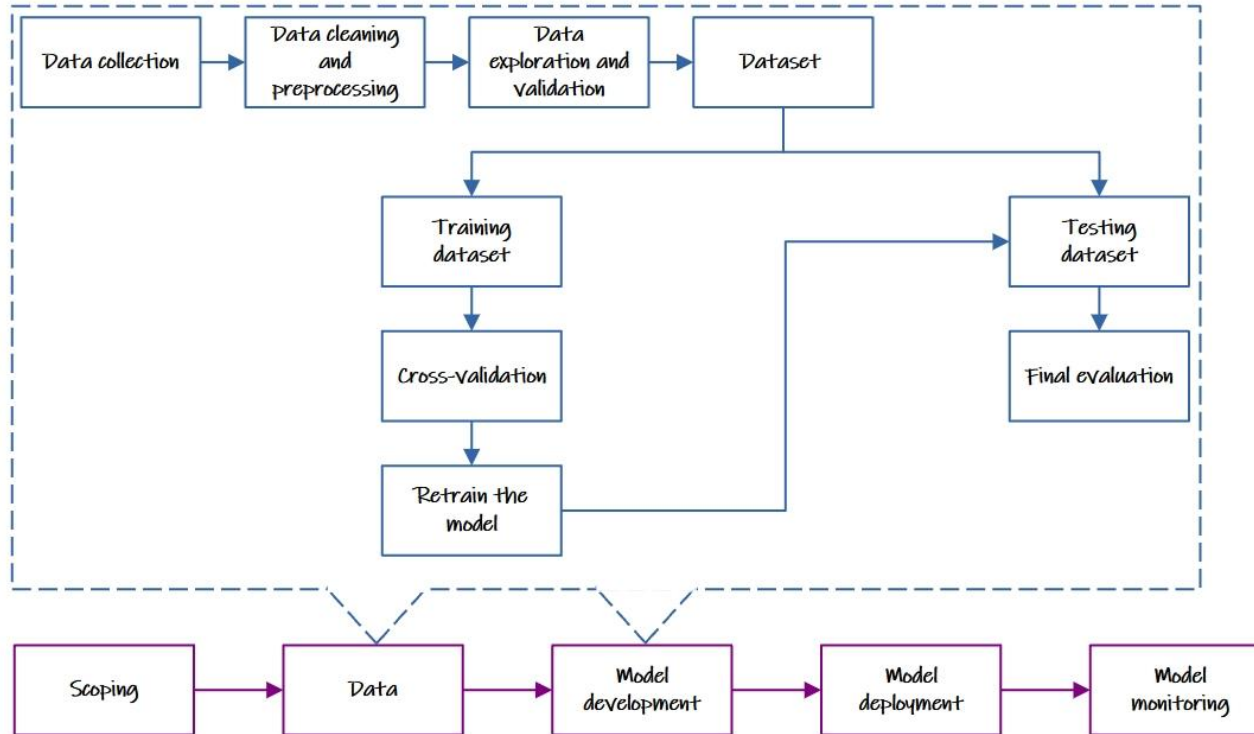 Data collection
Data cleaning
and
preprocessing
Data
exploration and
validation
Dataset
Training
dataset
Testing
dataset
Cross-validation
Final evaluation
Retrain the
model
Scoping
Data
Model
development
Model
deployment
Model
monitoring